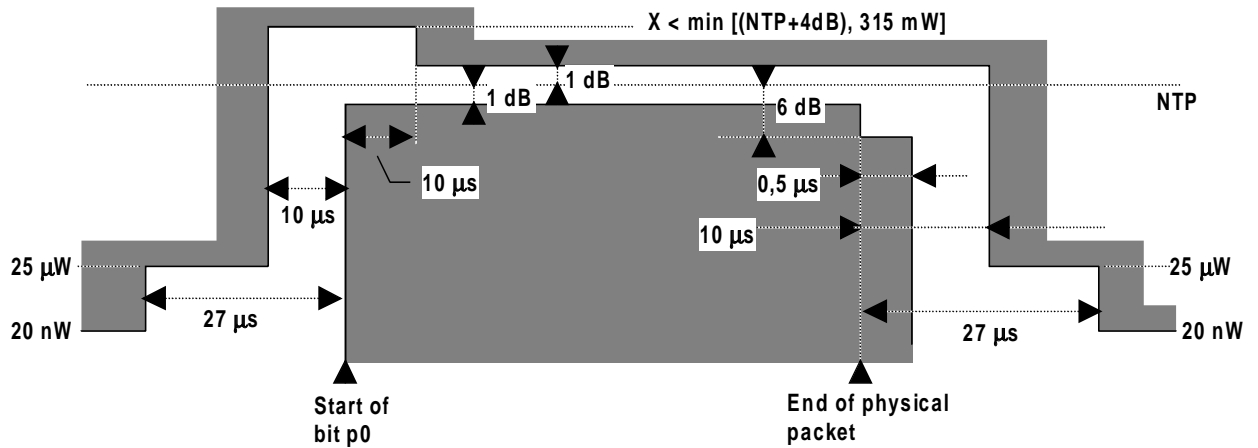 X < min [(NTP+4dB), 315 mW]
1 dB
1 dB
6 dB
NTP
10 µs
0,5 µs
10 µs
10 µs
25 µW
25 µW
27 µs
27 µs
20 nW
20 nW
Start of
bit p0
End of physical
packet